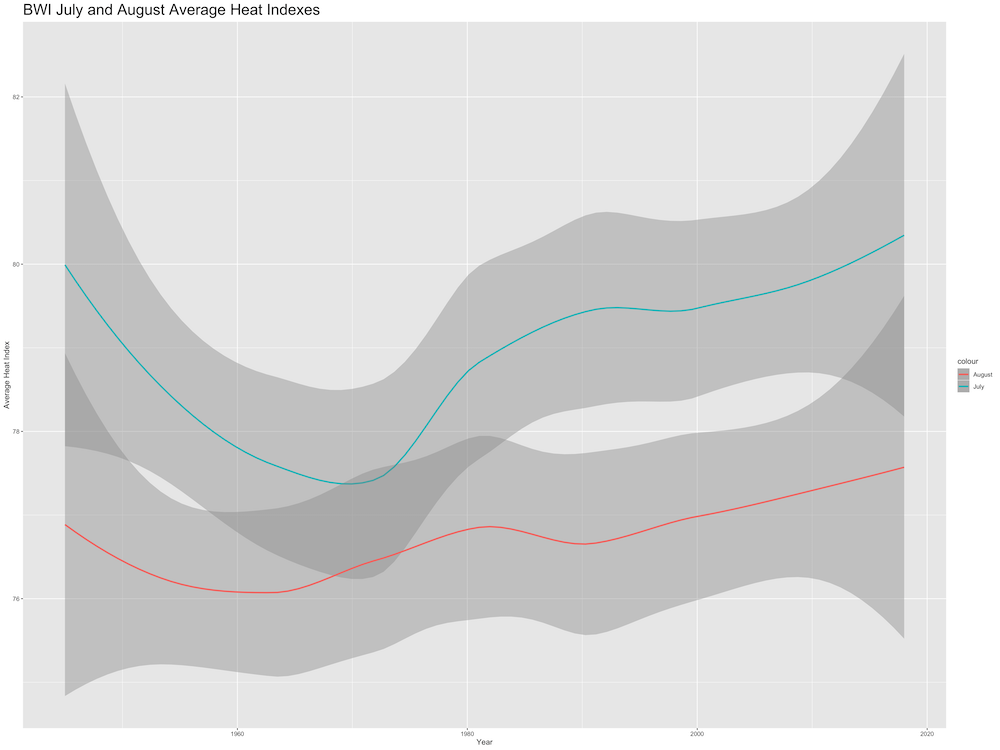 BWI July and August Average Heat Indexes
82
80
78
76
Average Heat Index
1960
1980
2000
2020
Year
colour
August
July